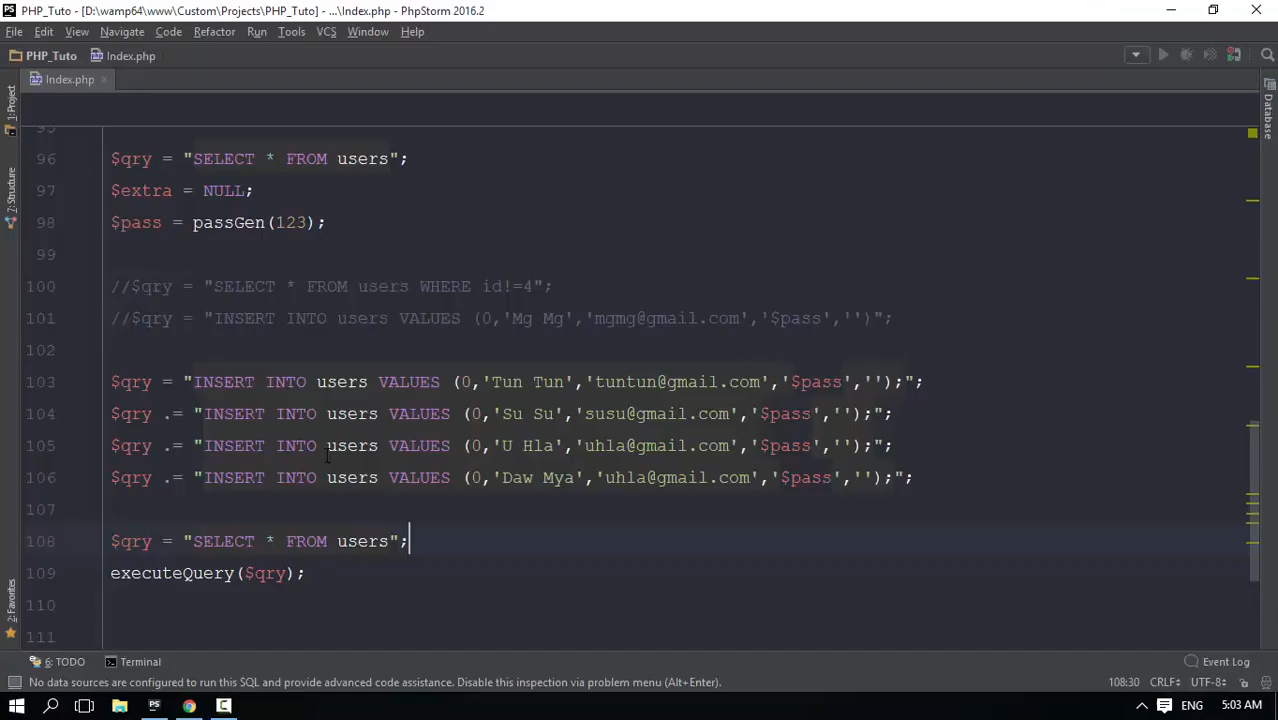 PHP_Tuto - [D:\wamp64\www\Custom\Projects\PHP_Tuto] - ...\Index.php - PhpStorm 2016.2
File Edit View Navigate Code Refactor Run Tools VCS Window Help
PHP_Tuto Index.php
Index.php
1: Project
7: Structure
2: Favorites
Database
95
96 $qry = "SELECT * FROM users";
97 $extra = NULL;
98 $pass = passGen(123);
99
100 //$qry = "SELECT * FROM users WHERE id!=4";
101 //$qry = "INSERT INTO users VALUES (0,'Mg Mg','mgmg@gmail.com','$pass','')";
102
103 $qry = "INSERT INTO users VALUES (0,'Tun Tun','tuntun@gmail.com','$pass','');";
104 $qry .= "INSERT INTO users VALUES (0,'Su Su','susu@gmail.com','$pass','');";
105 $qry .= "INSERT INTO users VALUES (0,'U Hla','uhla@gmail.com','$pass','');";
106 $qry .= "INSERT INTO users VALUES (0,'Daw Mya','uhla@gmail.com','$pass','');";
107
108 $qry = "SELECT * FROM users";
109 executeQuery($qry);
110
111
6: TODO Terminal Event Log
No data sources are configured to run this SQL and provide advanced code assistance. Disable this inspection via problem menu (Alt+Enter). 108:30 CRLF÷ UTF-8÷
ENG 5:03 AM